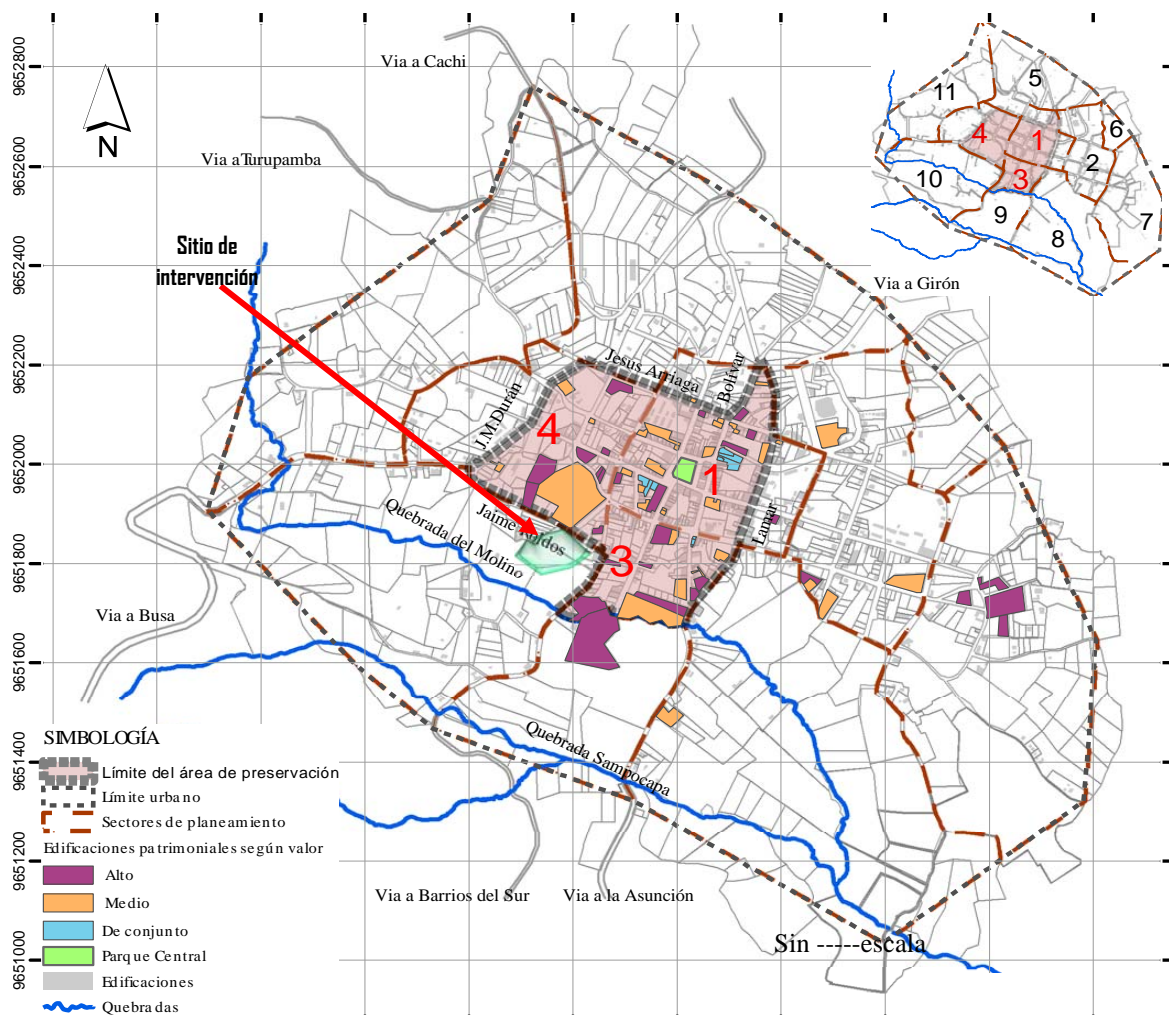 9652800
9652600
9652400
9652200
9652000
9651800
9651600
9651400
9651200
9651000
N
Via a Cachi
Via aTurupamba
Sitio de
intervención
5
11
6
4
1
2
10
3
9
8
7
Via a Girón
Jesus Arriaga
Bolívar
J.M.Durán
4
1
Lamar
Jaime Roldos
3
Quebrada del Molino
Via a Busa
Quebrada Sampocapa
Via a Barrios del Sur
Via a la Asunción
Sin -----escala
SIMBOLOGÍA
Límite del área de preservación
Límite urbano
Sectores de planeamiento
Edificaciones patrimoniales según valor
Alto
Medio
De conjunto
Parque Central
Edificaciones
Quebradas